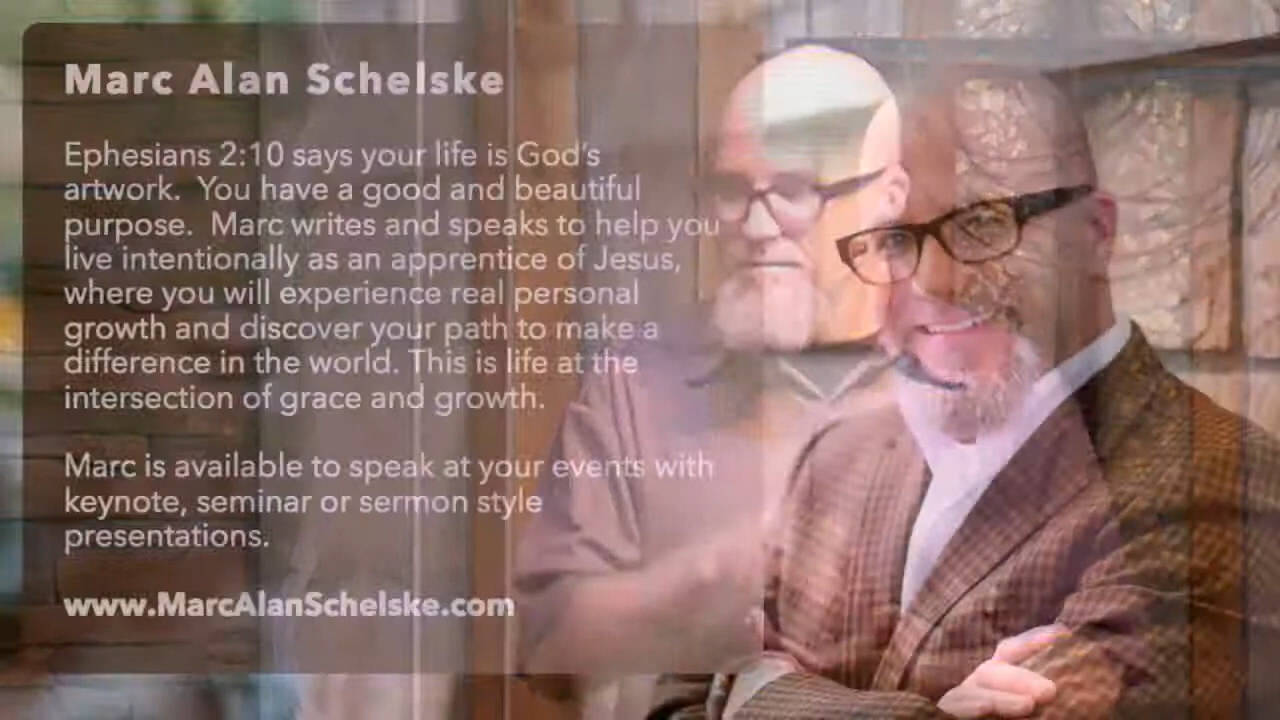 Marc Alan Schelske
Ephesians 2:10 says your life is God's
artwork.  You have a good and beautiful
purpose.  Marc writes and speaks to help you
live intentionally as an apprentice of Jesus,
where you will experience real personal
growth and discover your path to make a
difference in the world. This is life at the
intersection of grace and growth.
Marc is available to speak at your events with
keynote, seminar or sermon style
presentations.
www.MarcAlanSchelske.com